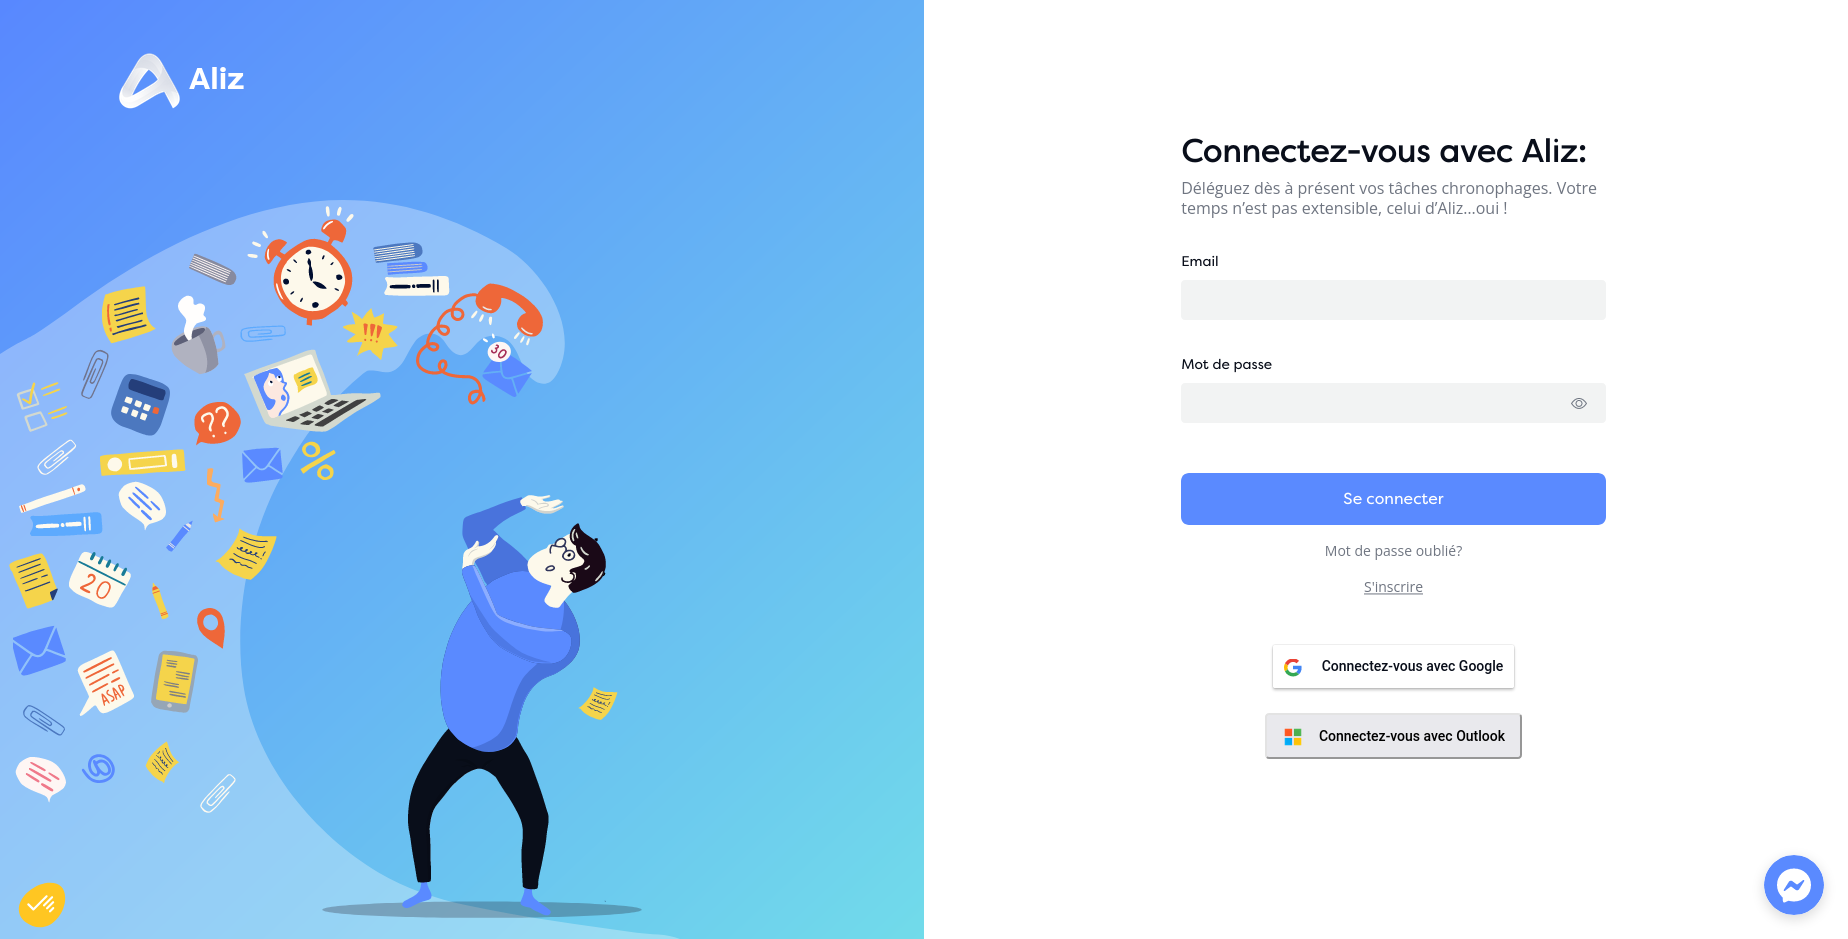 Aliz
30
??
%
20
ASAP
Connectez-vous avec Aliz:
Déléguez dès à présent vos tâches chronophages. Votre
temps n’est pas extensible, celui d’Aliz...oui !
Email
Mot de passe
Se connecter
Mot de passe oublié?
S'inscrire
Connectez-vous avec Google
Connectez-vous avec Outlook